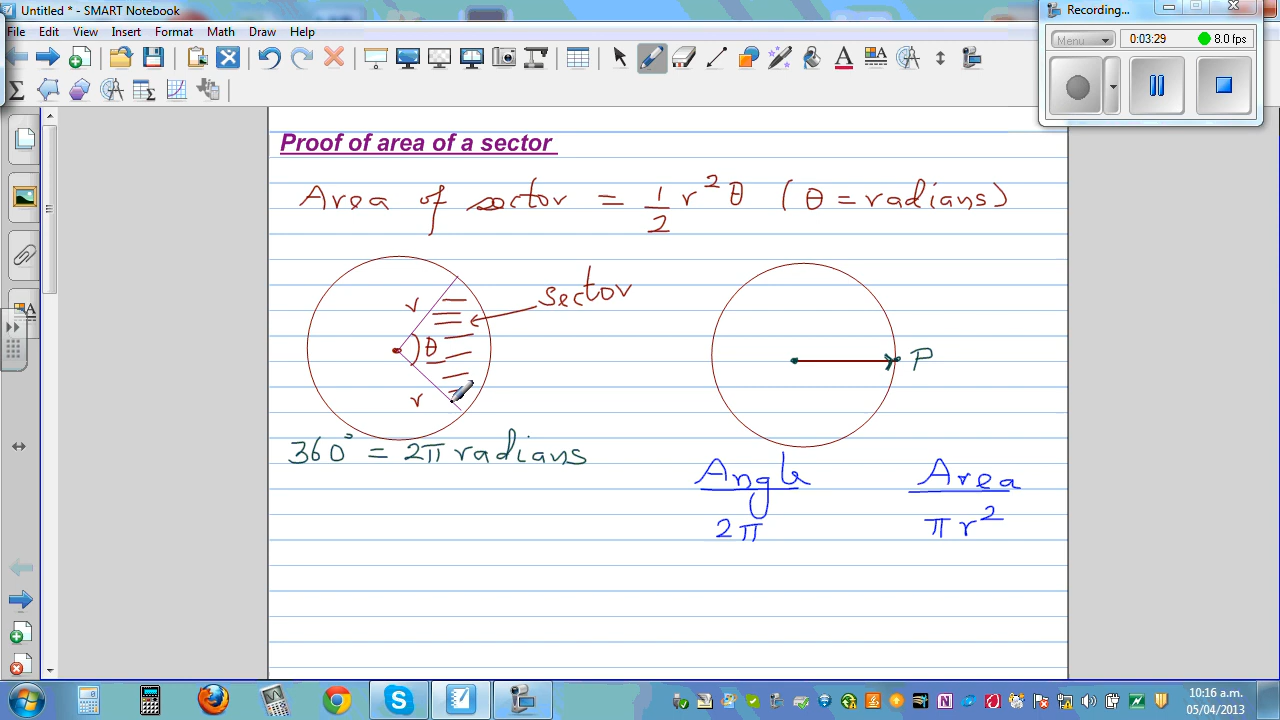 Untitled * - SMART Notebook
Recording...
File Edit View Insert Format Math Draw Help
Menu 00:03:29 8.0 fps
Proof of area of a sector
Area of sector = 1/2 r²θ (θ = radians)
sector
r
θ
r
P
360° = 2π radians
Angle Area
2π πr²
10:16 a.m.
05/04/2013